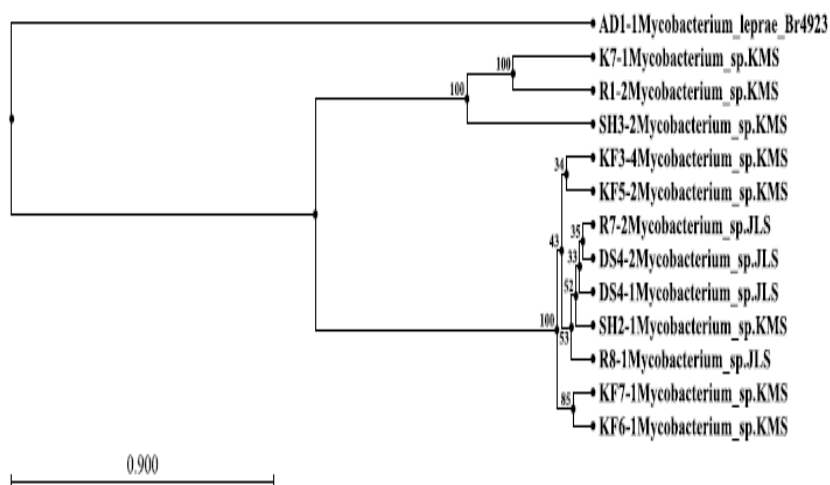 AD1-1Mycobacterium_leprae_Br4923
K7-1Mycobacterium_sp.KMS
100
R1-2Mycobacterium_sp.KMS
100
SH3-2Mycobacterium_sp.KMS
KF3-4Mycobacterium_sp.KMS
34
KF5-2Mycobacterium_sp.KMS
R7-2Mycobacterium_sp.JLS
35
43
DS4-2Mycobacterium_sp.JLS
33
DS4-1Mycobacterium_sp.JLS
52
SH2-1Mycobacterium_sp.KMS
100
53
R8-1Mycobacterium_sp.JLS
KF7-1Mycobacterium_sp.KMS
85
KF6-1Mycobacterium_sp.KMS
0.900